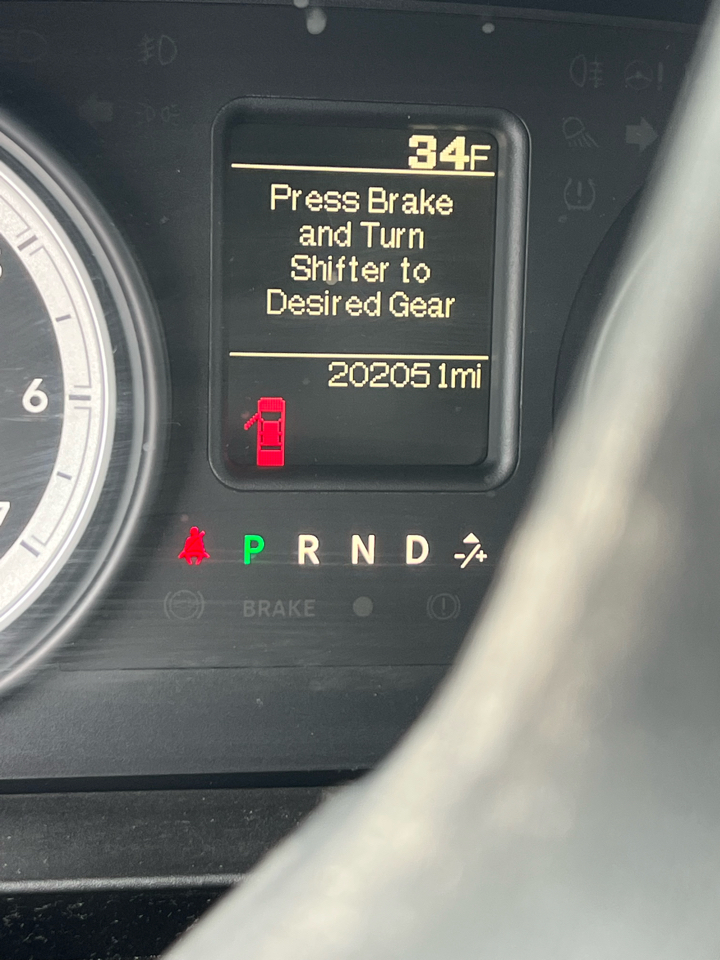 34F
Press Brake
and Turn
Shifter to
Desired Gear
202051mi
6
P R N D -/+
BRAKE